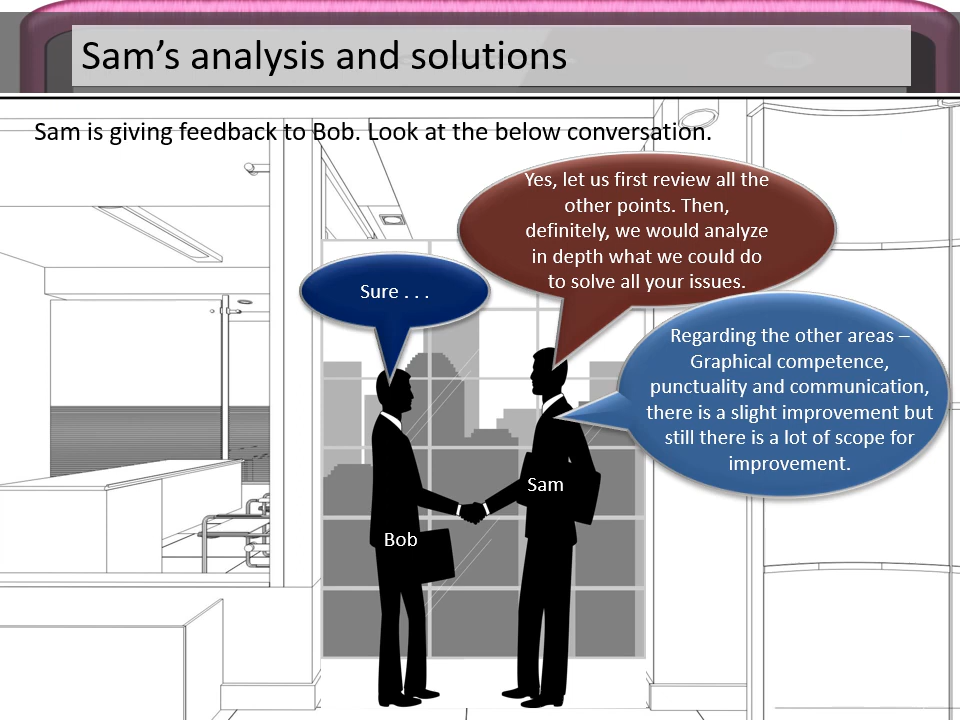 Sam’s analysis and solutions
Sam is giving feedback to Bob. Look at the below conversation.
Yes, let us first review all the
other points. Then,
definitely, we would analyze
in depth what we could do
to solve all your issues.
Sure . . .
Regarding the other areas –
Graphical competence,
punctuality and communication,
there is a slight improvement but
still there is a lot of scope for
improvement.
Sam
Bob